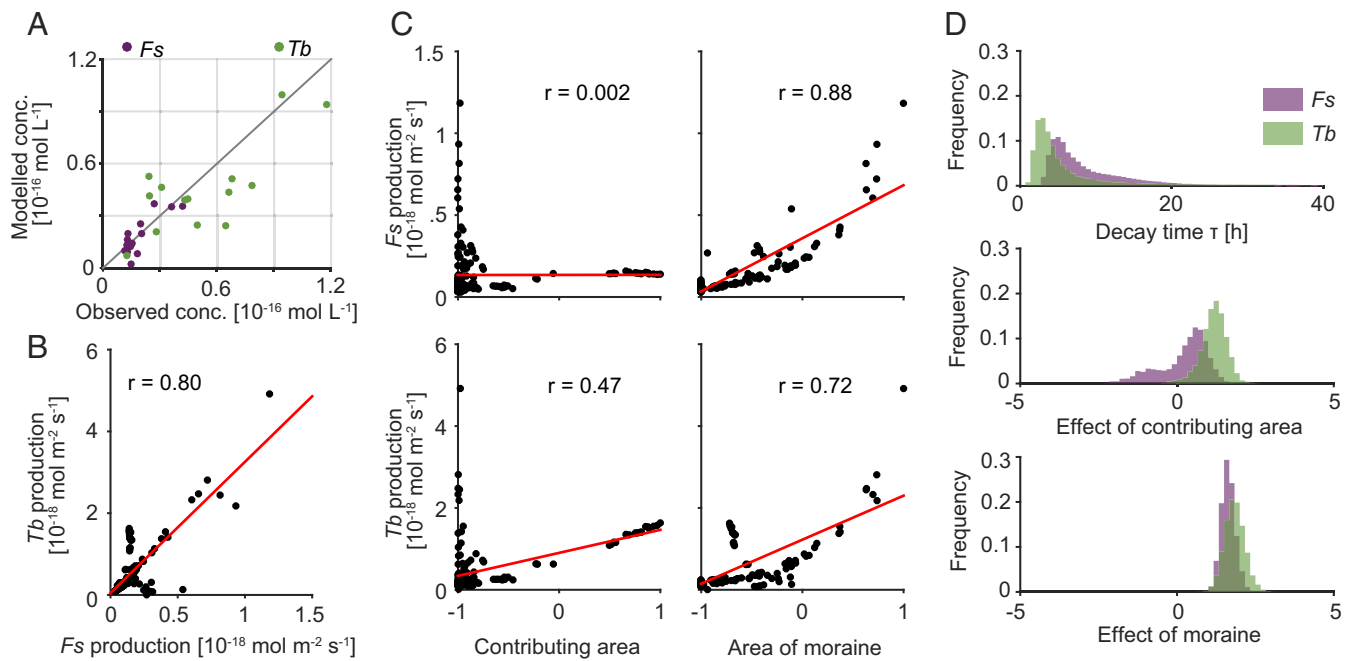 A
Fs
Tb
1.2
0.6
0
0
0.6
1.2
Modelled conc.
[10-16 mol L-1]
Observed conc. [10-16 mol L-1]
B
r = 0.80
6
4
2
0
0
0.5
1
1.5
Tb production
[10-18 mol m-2 s-1]
Fs production [10-18 mol m-2 s-1]
C
r = 0.002
1.5
1
.5
0
Fs production
[10-18 mol m-2 s-1]
r = 0.88
r = 0.47
6
4
2
0
-1
0
1
Tb production
[10-18 mol m-2 s-1]
Contributing area
r = 0.72
-1
0
1
Area of moraine
D
0.3
0.2
0.1
0
Frequency
Fs
Tb
0
20
40
Decay time τ [h]
0.3
0.2
0.1
0
Frequency
-5
0
5
Effect of contributing area
0.3
0.2
0.1
0
Frequency
-5
0
5
Effect of moraine